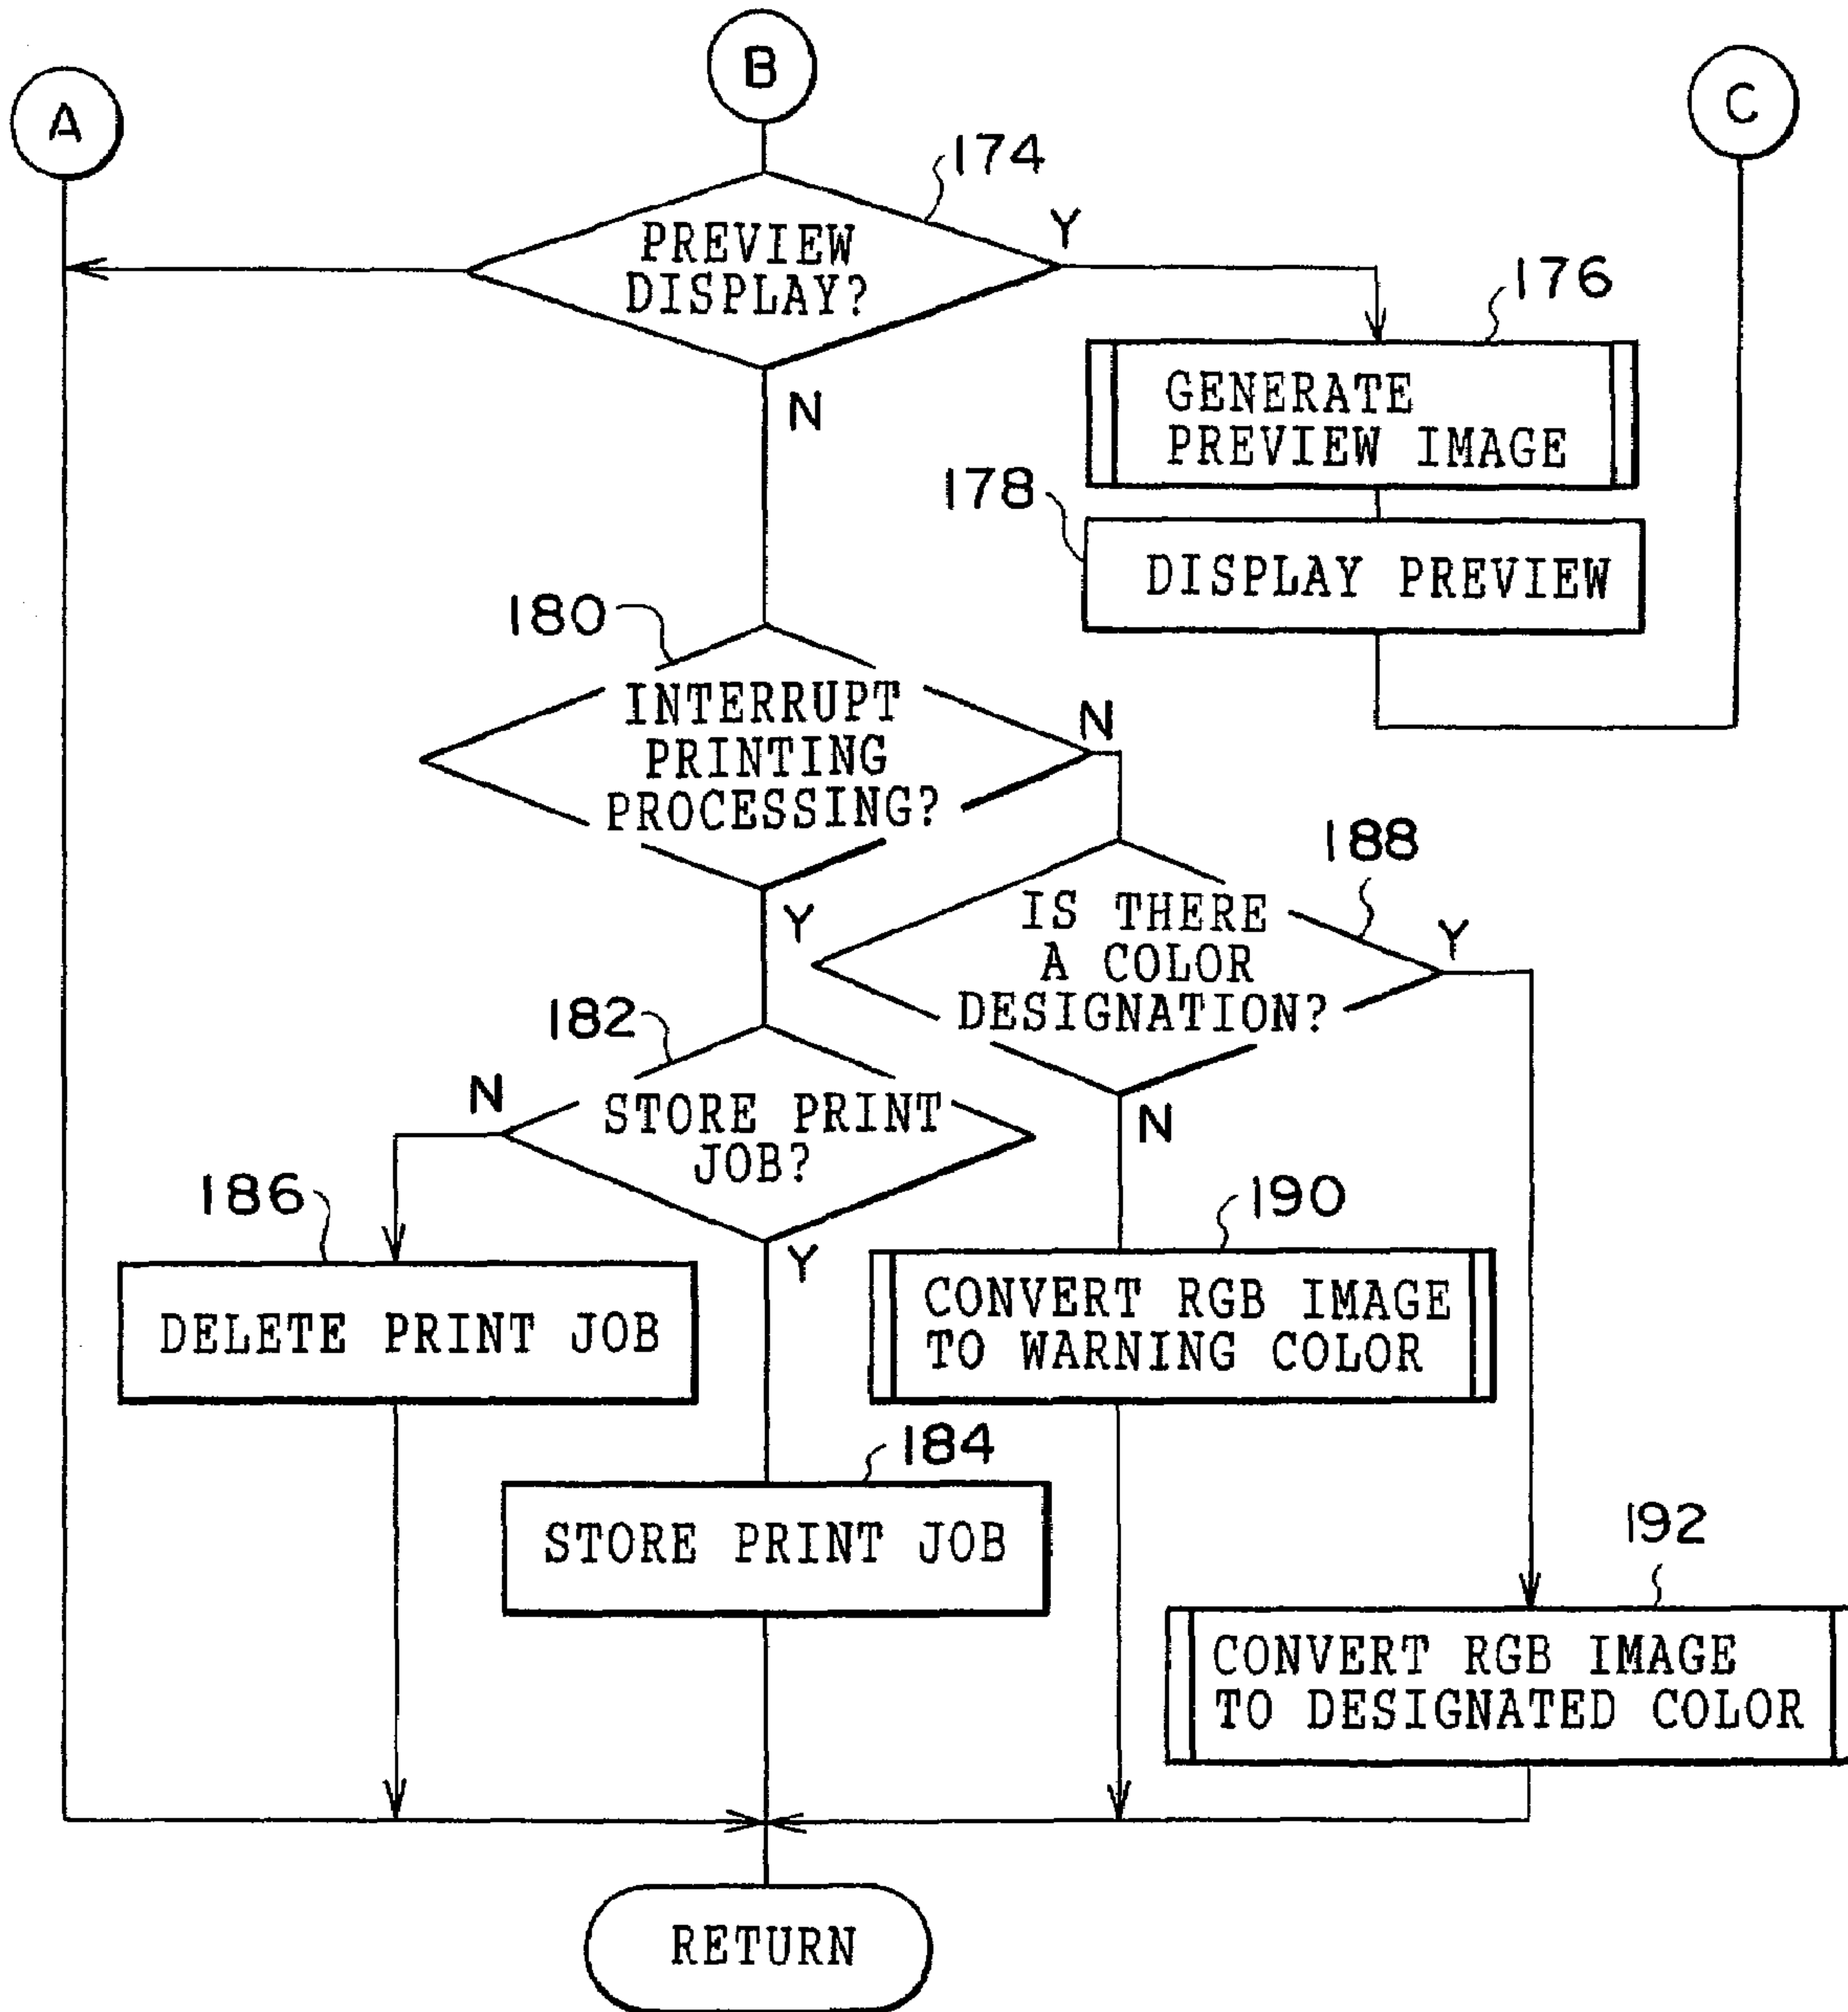 A
B
C
174
PREVIEW
DISPLAY?
Y
N
176
GENERATE
PREVIEW IMAGE
178
DISPLAY PREVIEW
180
INTERRUPT
PRINTING
PROCESSING?
N
Y
188
IS THERE
A COLOR
DESIGNATION?
Y
N
182
STORE PRINT
JOB?
N
Y
186
DELETE PRINT JOB
190
CONVERT RGB IMAGE
TO WARNING COLOR
184
STORE PRINT JOB
192
CONVERT RGB IMAGE
TO DESIGNATED COLOR
RETURN